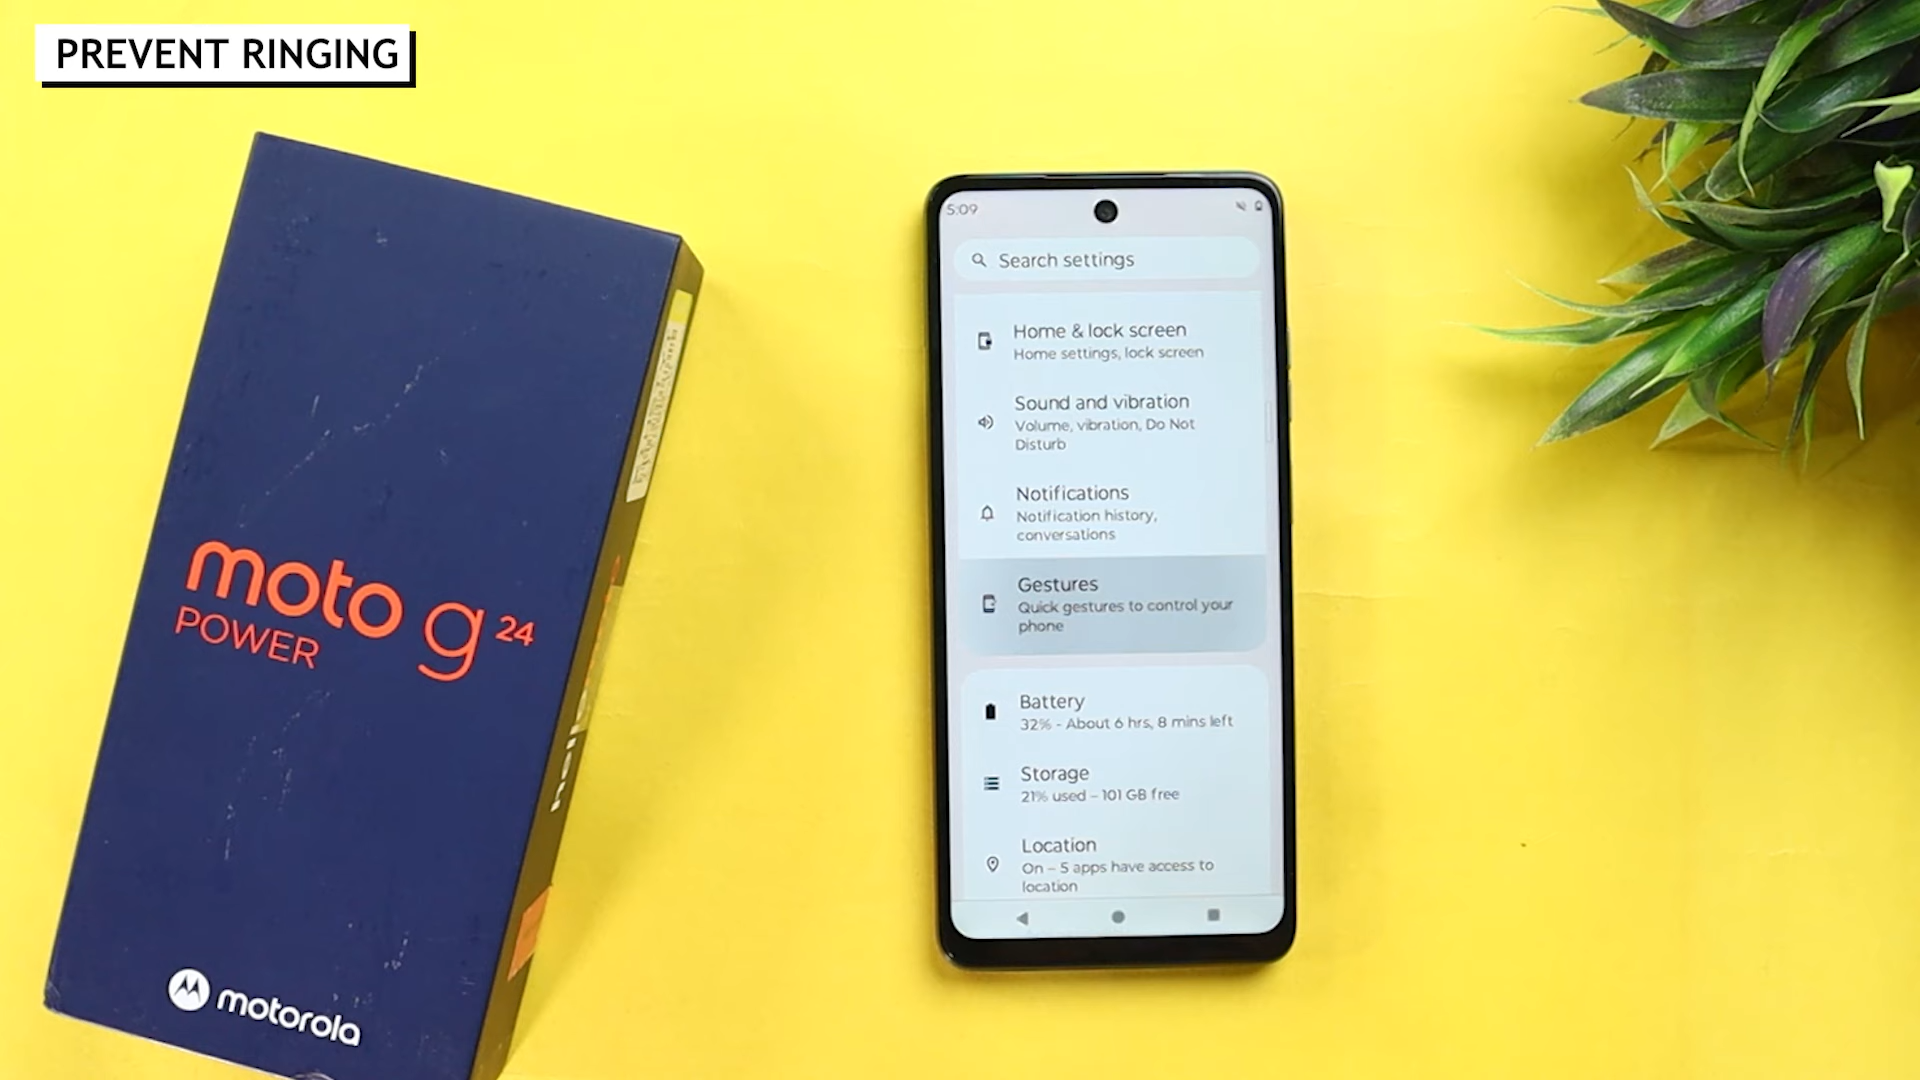 PREVENT RINGING
moto g 24
POWER
motorola
5:09
Search settings
Home & lock screen
Home settings, lock screen
Sound and vibration
Volume, vibration, Do Not
Disturb
Notifications
Notification history,
conversations
Gestures
Quick gestures to control your
phone
Battery
32% - About 6 hrs, 8 mins left
Storage
21% used – 101 GB free
Location
On – 5 apps have access to
location